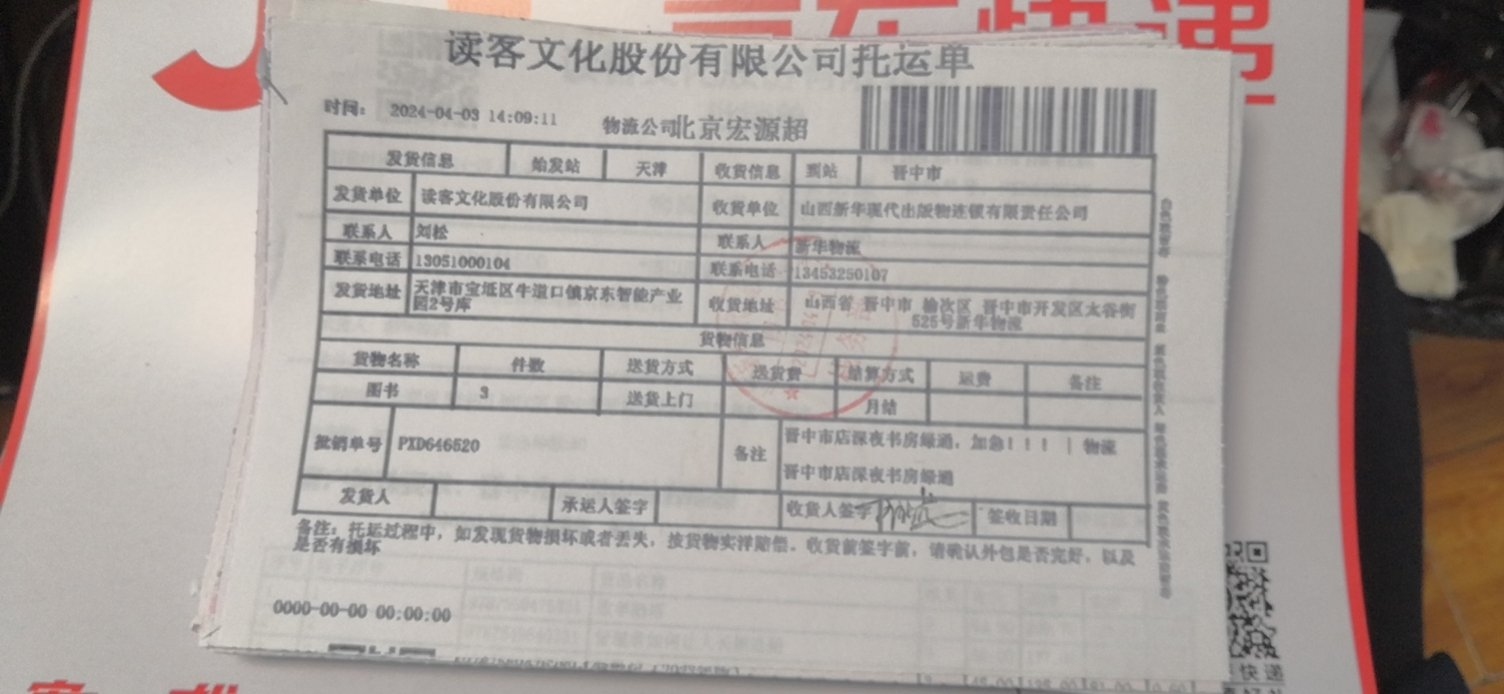 京东快递
读客文化股份有限公司托运单
时间： 2024-04-03 14:09:11 物流公司北京宏源超
发货信息 始发站 天津 收货信息 到站 晋中市
发货单位 读客文化股份有限公司 收货单位 山西新华现代出版物连锁有限责任公司
联系人 刘松 联系人 新华物流
联系电话 13051000104 联系电话 13453250107
发货地址 天津市宝坻区牛道口镇京东智能产业
园2号库
收货地址 山西省 晋中市 榆次区 晋中市开发区太谷街
525号新华物流
货物信息
货物名称 件数 送货方式 送货费 结算方式 运费 备注
图书 3 送货上门 月结
批销单号 PXD646520 备注 晋中市店深夜书房绿通，加急！！！ | 物流
晋中市店深夜书房绿通
发货人 承运人签字 收货人签字 签收日期
备注：托运过程中，如发现货物损坏或者丢失，按货物实洋赔偿。收货前签字前，请确认外包是否完好，以及
是否有损坏
0000-00-00 00:00:00
快递